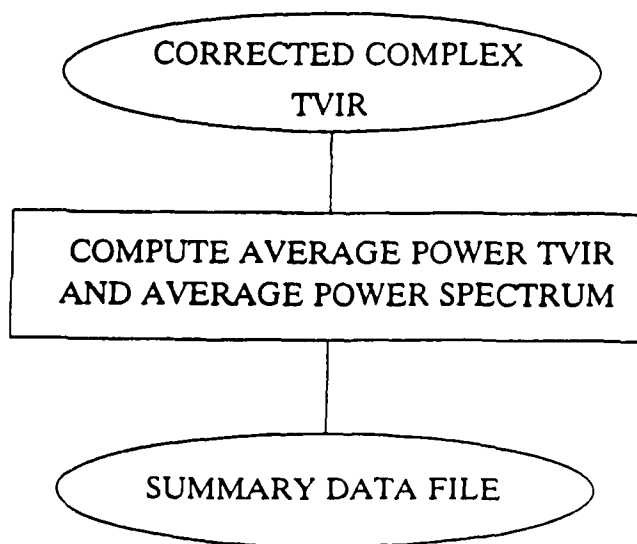 CORRECTED COMPLEX
TVIR
COMPUTE AVERAGE POWER TVIR
AND AVERAGE POWER SPECTRUM
SUMMARY DATA FILE